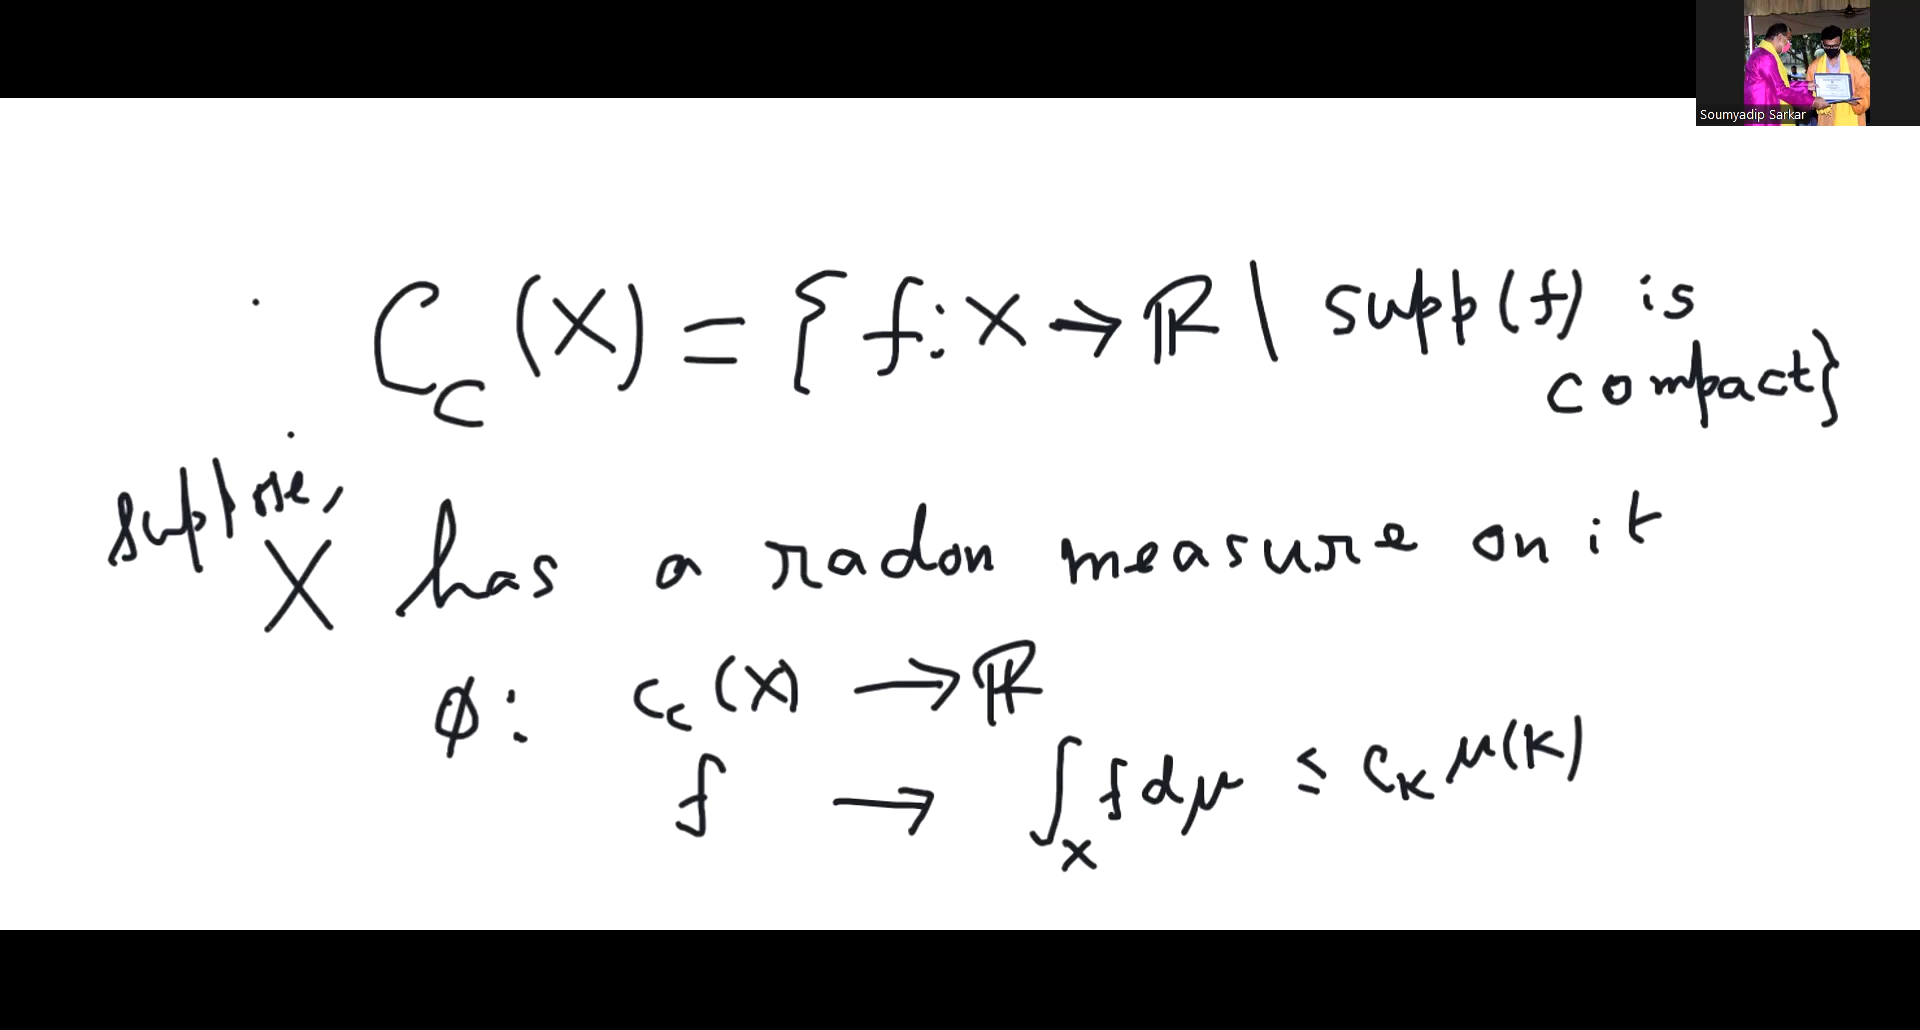 Soumyadip Sarkar
C_c (X) = { f: X → ℝ | supp(f) is
compact}
suppose,
X has a radon measure on it
φ: C_c (X) → ℝ
f → ∫_X f dμ ≤ C_K μ(K)